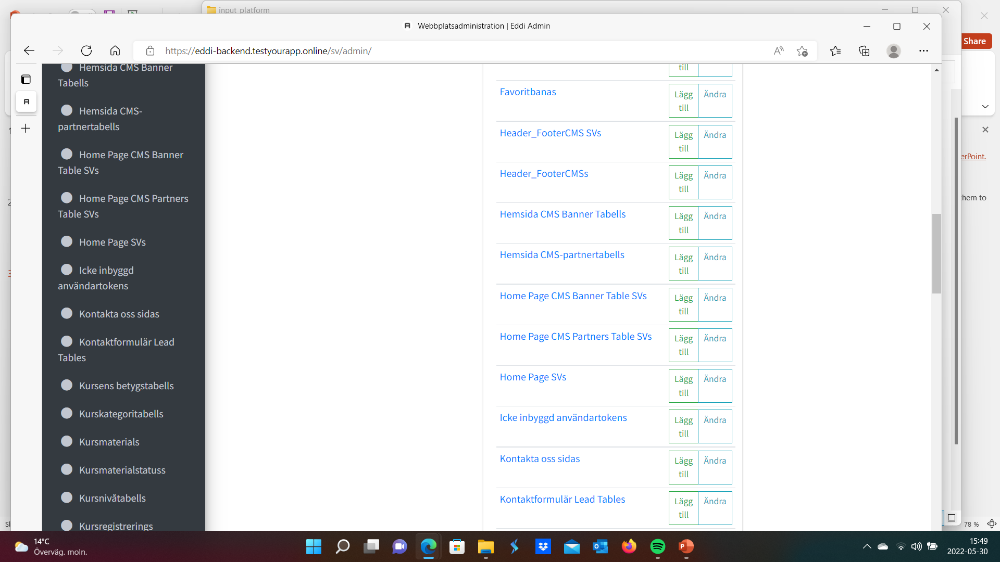 input_platform
Webbplatsadministration | Eddi Admin
Share
https://eddi-backend.testyourapp.online/sv/admin/
Hemsida CMS Banner
Tabells
Hemsida CMS-
partnertabells
Home Page CMS Banner
Table SVs
Home Page CMS Partners
Table SVs
Home Page SVs
Icke inbyggd
användartokens
Kontakta oss sidas
Kontaktformulär Lead
Tables
Kursens betygstabells
Kurskategoritabells
Kursmaterials
Kursmaterialstatuss
Kursnivåtabells
Kursregistrerings
till
Favoritbanas
Lägg
till
Ändra
Header_FooterCMS SVs
Lägg
till
Ändra
Header_FooterCMSs
Lägg
till
Ändra
Hemsida CMS Banner Tabells
Lägg
till
Ändra
Hemsida CMS-partnertabells
Lägg
till
Ändra
Home Page CMS Banner Table SVs
Lägg
till
Ändra
Home Page CMS Partners Table SVs
Lägg
till
Ändra
Home Page SVs
Lägg
till
Ändra
Icke inbyggd användartokens
Lägg
till
Ändra
Kontakta oss sidas
Lägg
till
Ändra
Kontaktformulär Lead Tables
Lägg
till
Ändra
erPoint.
hem to
78 %
14°C
Överväg. moln.
15:49
2022-05-30